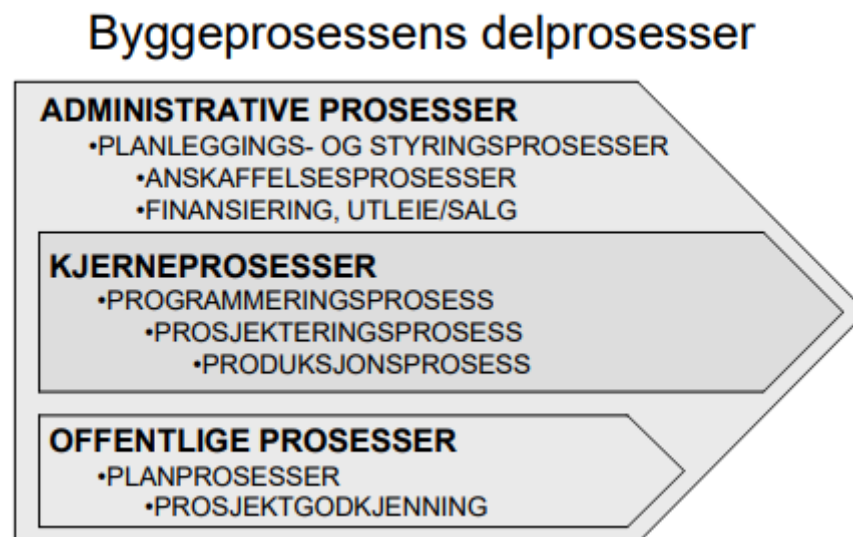 Byggeprosessens delprosesser
ADMINISTRATIVE PROSESSER
•PLANLEGGINGS- OG STYRINGSPROSESSER
•ANSKAFFELSESPROSESSER
•FINANSIERING, UTLEIE/SALG
KJERNEPROSESSER
•PROGRAMMERINGSPROSESS
•PROSJEKTERINGSPROSESS
•PRODUKSJONSPROSESS
OFFENTLIGE PROSESSER
•PLANPROSESSER
•PROSJEKTGODKJENNING